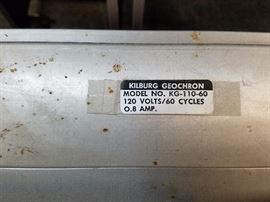 KILBURG GEOCHRON
MODEL NO. KG-110-60
120 VOLTS/60 CYCLES
0.8 AMP.